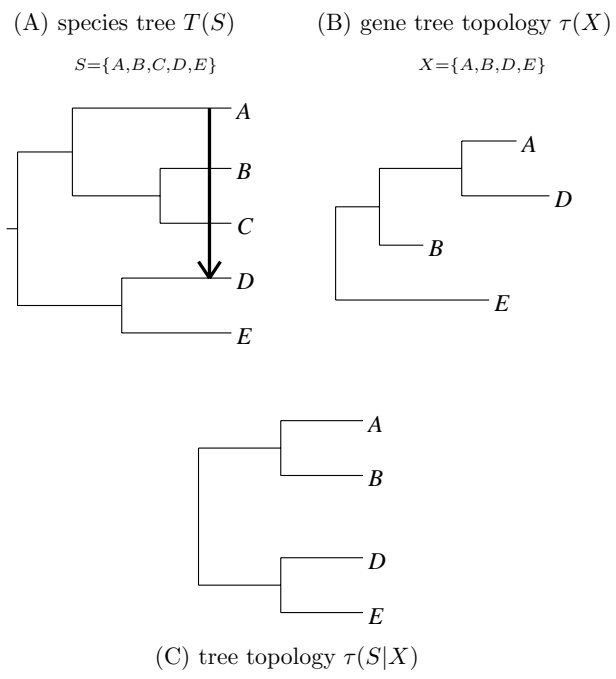 (A) species tree T(S)
S={A,B,C,D,E}
A
B
C
D
E
(B) gene tree topology τ(X)
X={A,B,D,E}
A
D
B
E
A
B
D
E
(C) tree topology τ(S|X)